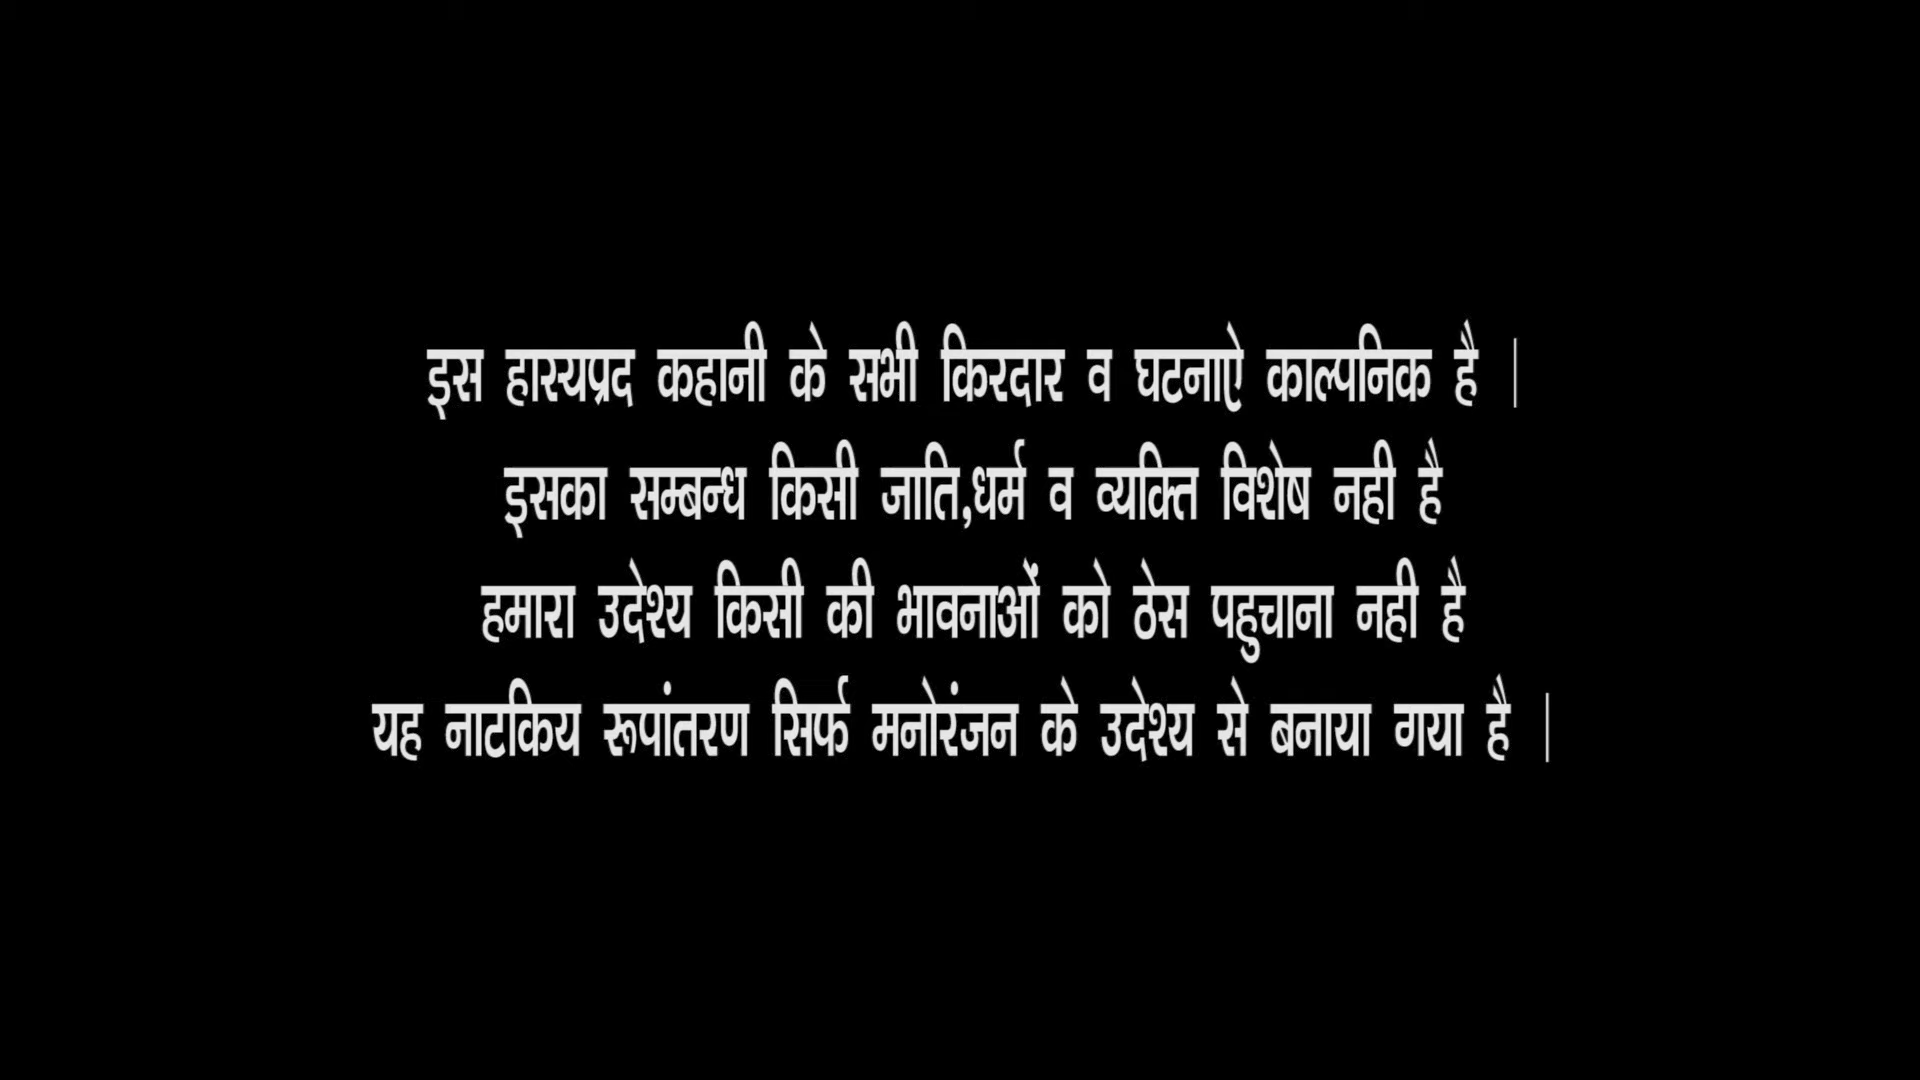 इस हास्यप्रद कहानी के सभी किरदार व घटनाऐ काल्पनिक है |
इसका सम्बन्ध किसी जाति,धर्म व व्यक्ति विशेष नही है
हमारा उदेश्य किसी की भावनाओं को ठेस पहुचाना नही है
यह नाटकिय रूपांतरण सिर्फ मनोरंजन के उदेश्य से बनाया गया है |